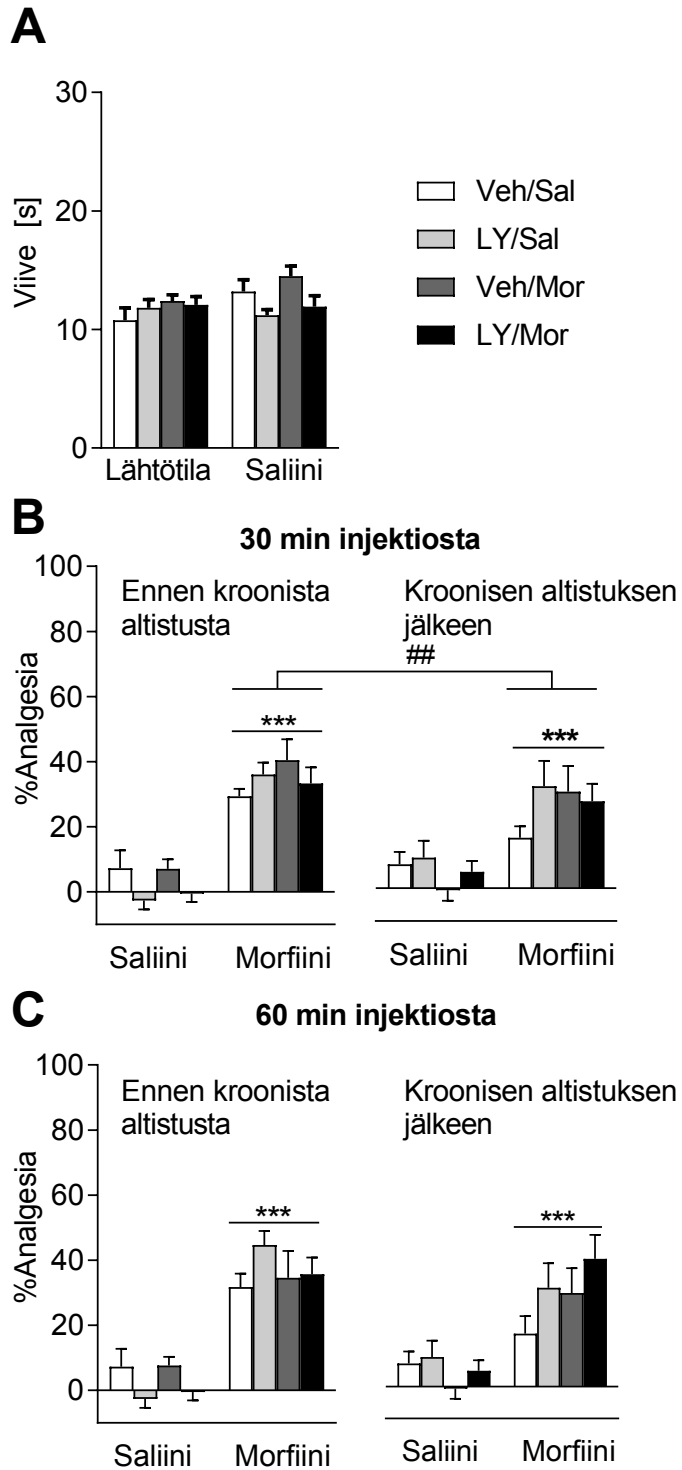 A
30
20
10
0
Viive [s]
Lähtötila
Saliini
Veh/Sal
LY/Sal
Veh/Mor
LY/Mor
B
30 min injektiosta
100
80
60
40
20
0
%Analgesia
Ennen kroonista
altistusta
Kroonisen altistuksen
jälkeen
##
***
***
Saliini
Morfiini
Saliini
Morfiini
C
60 min injektiosta
100
80
60
40
20
0
%Analgesia
Ennen kroonista
altistusta
Kroonisen altistuksen
jälkeen
***
***
Saliini
Morfiini
Saliini
Morfiini